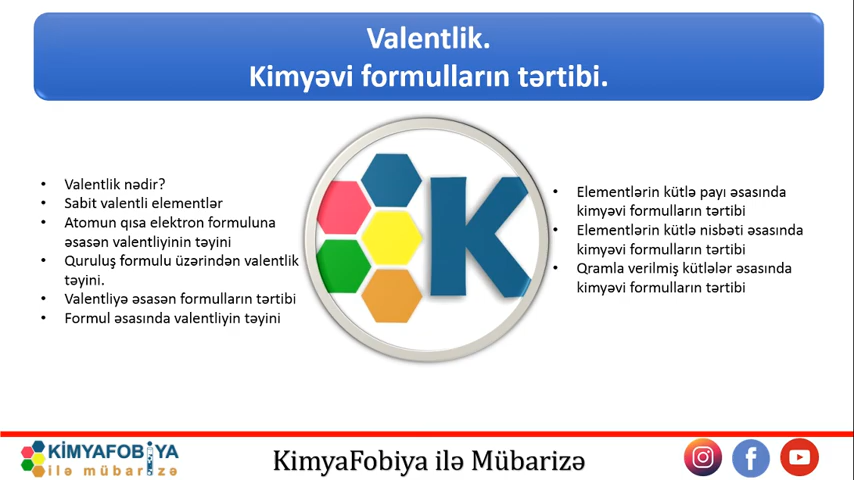 Valentlik.
Kimyəvi formulların tərtibi.
• Valentlik nədir?
• Sabit valentli elementlər
• Atomun qısa elektron formuluna
əsasən valentliyinin təyini
• Quruluş formulu üzərindən valentlik
təyini.
• Valentliyə əsasən formulların tərtibi
• Formul əsasında valentliyin təyini
K
• Elementlərin kütlə payı əsasında
kimyəvi formulların tərtibi
• Elementlərin kütlə nisbəti əsasında
kimyəvi formulların tərtibi
• Qramla verilmiş kütlələr əsasında
kimyəvi formulların tərtibi
KİMYAFOBİYA
ilə mübarizə
KimyaFobiya ilə Mübarizə